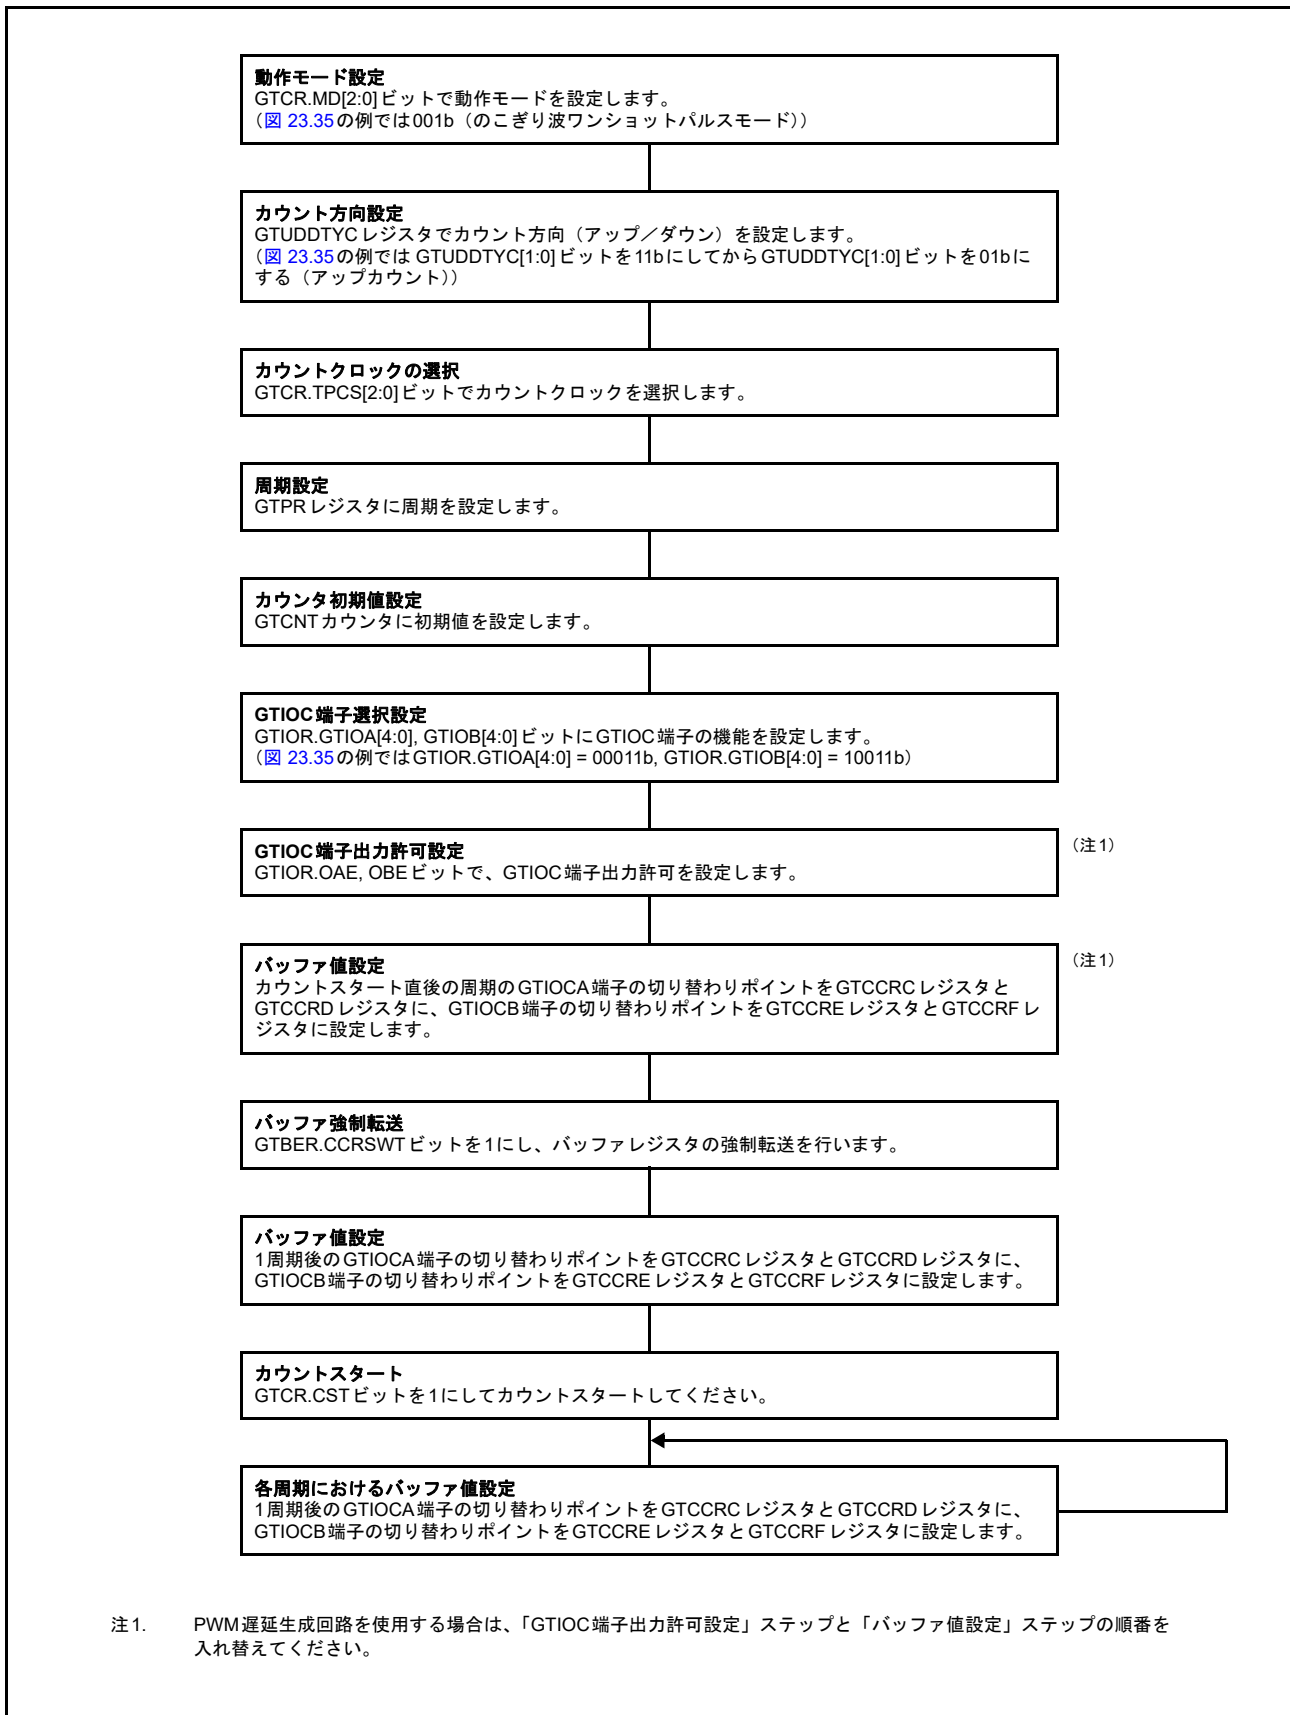 動作モード設定
GTCR.MD[2:0]ビットで動作モードを設定します。
（図 23.35の例では001b（のこぎり波ワンショットパルスモード））
カウント方向設定
GTUDDTYCレジスタでカウント方向（アップ／ダウン）を設定します。
（図 23.35の例では GTUDDTYC[1:0]ビットを11bにしてからGTUDDTYC[1:0]ビットを01bに
する（アップカウント））
カウントクロックの選択
GTCR.TPCS[2:0]ビットでカウントクロックを選択します。
周期設定
GTPRレジスタに周期を設定します。
カウンタ初期値設定
GTCNTカウンタに初期値を設定します。
GTIOC端子選択設定
GTIOR.GTIOA[4:0], GTIOB[4:0]ビットにGTIOC端子の機能を設定します。
（図 23.35の例ではGTIOR.GTIOA[4:0] = 00011b, GTIOR.GTIOB[4:0] = 10011b）
GTIOC端子出力許可設定
GTIOR.OAE, OBEビットで、GTIOC端子出力許可を設定します。
（注1）
バッファ値設定
カウントスタート直後の周期のGTIOCA端子の切り替わりポイントをGTCCRCレジスタと
GTCCRDレジスタに、GTIOCB端子の切り替わりポイントをGTCCREレジスタとGTCCRFレ
ジスタに設定します。
（注1）
バッファ強制転送
GTBER.CCRSWTビットを1にし、バッファレジスタの強制転送を行います。
バッファ値設定
1周期後のGTIOCA端子の切り替わりポイントをGTCCRCレジスタとGTCCRDレジスタに、
GTIOCB端子の切り替わりポイントをGTCCREレジスタとGTCCRFレジスタに設定します。
カウントスタート
GTCR.CSTビットを1にしてカウントスタートしてください。
各周期におけるバッファ値設定
1周期後のGTIOCA端子の切り替わりポイントをGTCCRCレジスタとGTCCRDレジスタに、
GTIOCB端子の切り替わりポイントをGTCCREレジスタとGTCCRFレジスタに設定します。
注1. PWM遅延生成回路を使用する場合は、「GTIOC端子出力許可設定」ステップと「バッファ値設定」ステップの順番を
入れ替えてください。